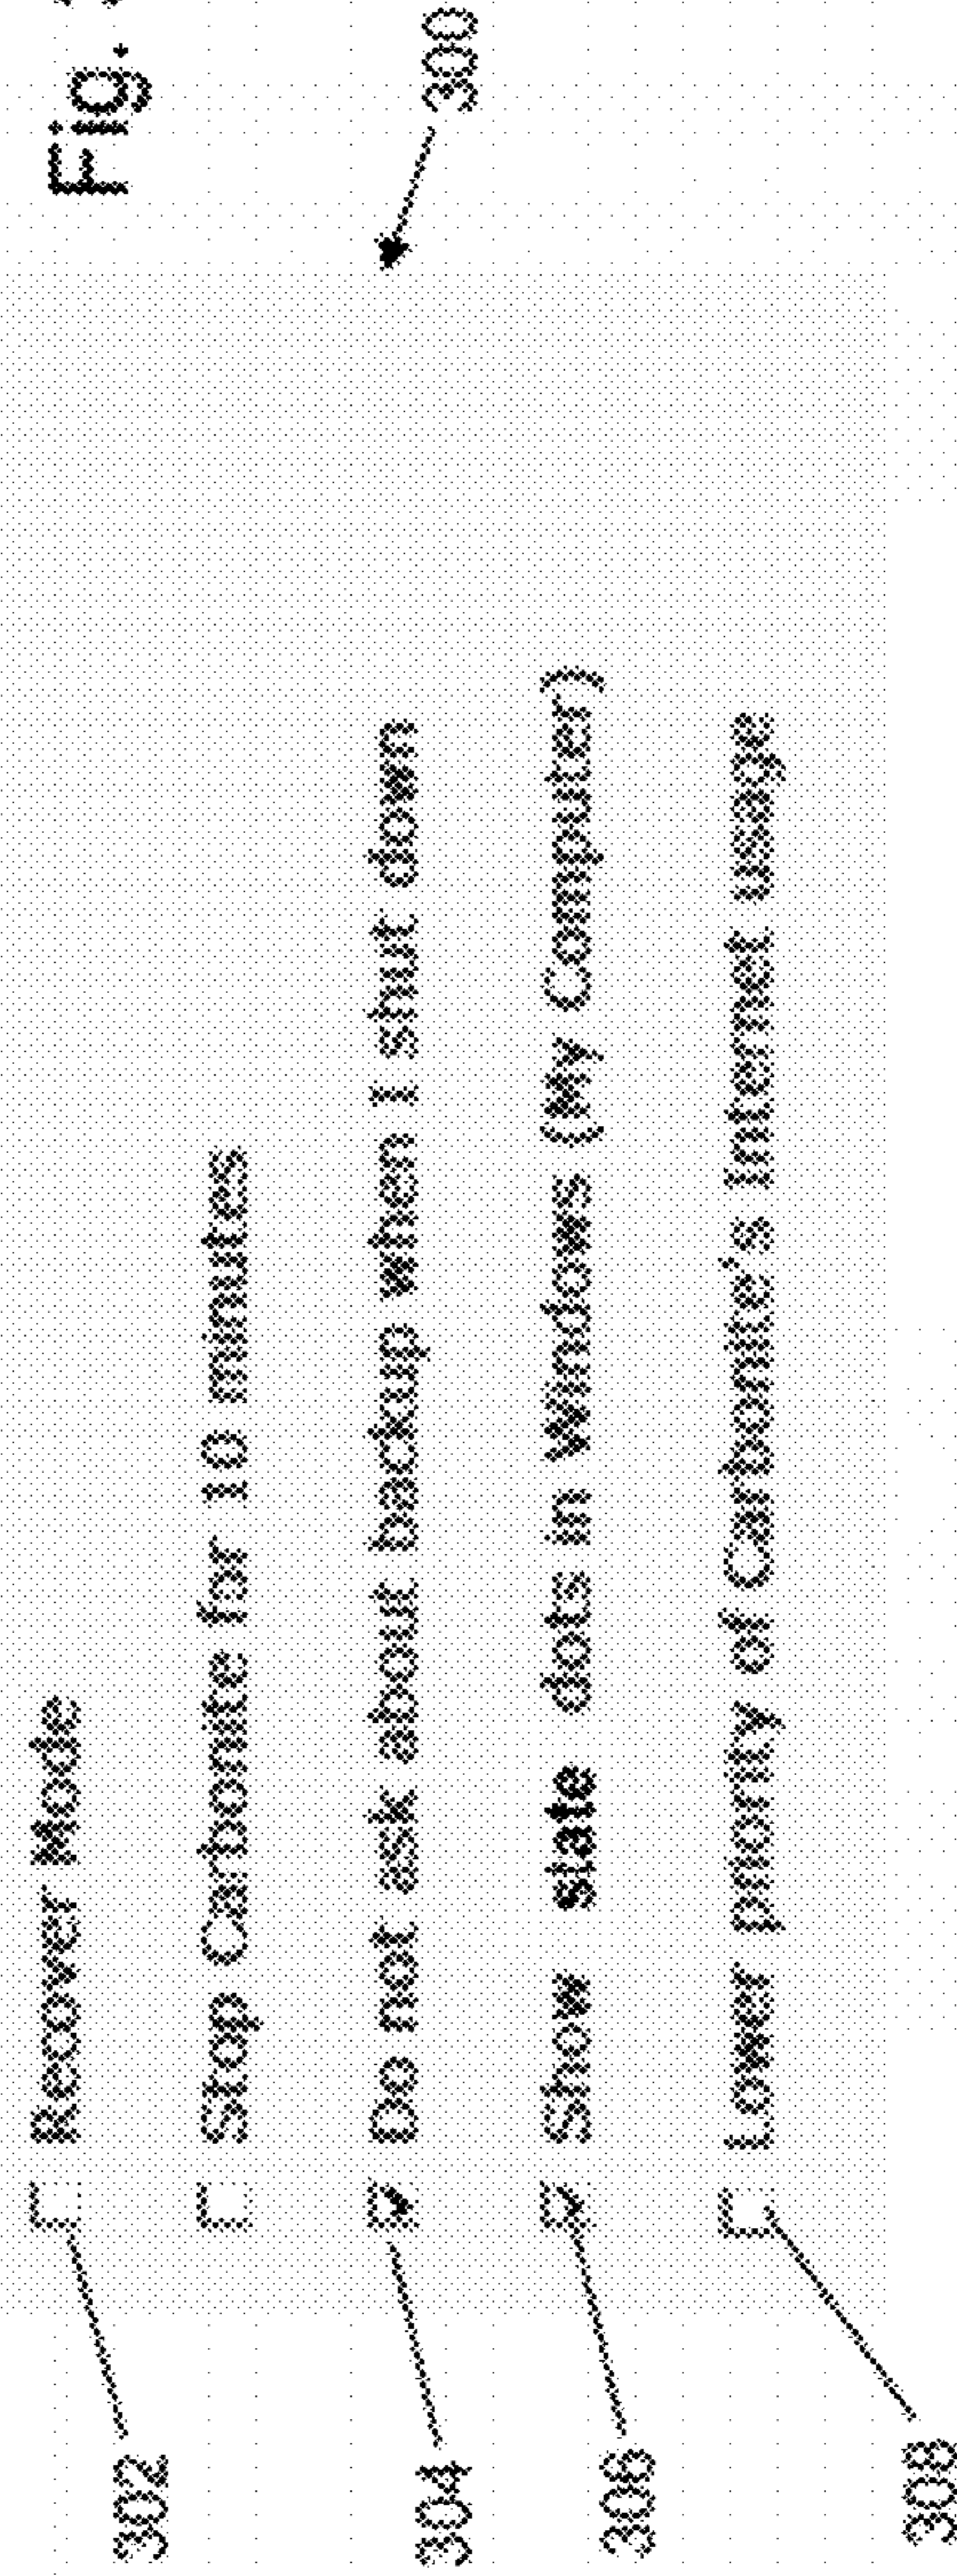 Fig.
300
302
Recover Mode
Stop Carbonite for 10 minutes
304
Do not ask about backup when I shut down
306
Show state dots in Windows (My Computer)
308
Lower priority of Carbonite's Internet usage